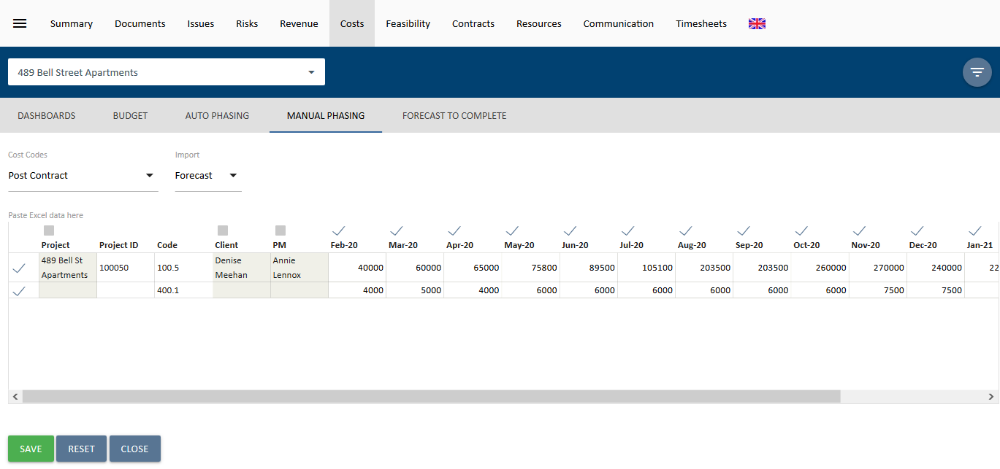 Summary Documents Issues Risks Revenue Costs Feasibility Contracts Resources Communication Timesheets
489 Bell Street Apartments
DASHBOARDS BUDGET AUTO PHASING MANUAL PHASING FORECAST TO COMPLETE
Cost Codes Import
Post Contract Forecast
Paste Excel data here
Project Project ID Code Client PM Feb-20 Mar-20 Apr-20 May-20 Jun-20 Jul-20 Aug-20 Sep-20 Oct-20 Nov-20 Dec-20 Jan-21
489 Bell St Apartments 100050 100.5 Denise Meehan Annie Lennox 40000 60000 65000 75800 89500 105100 203500 203500 260000 270000 240000 22
400.1 4000 5000 4000 6000 6000 6000 6000 6000 6000 7500 7500
SAVE RESET CLOSE